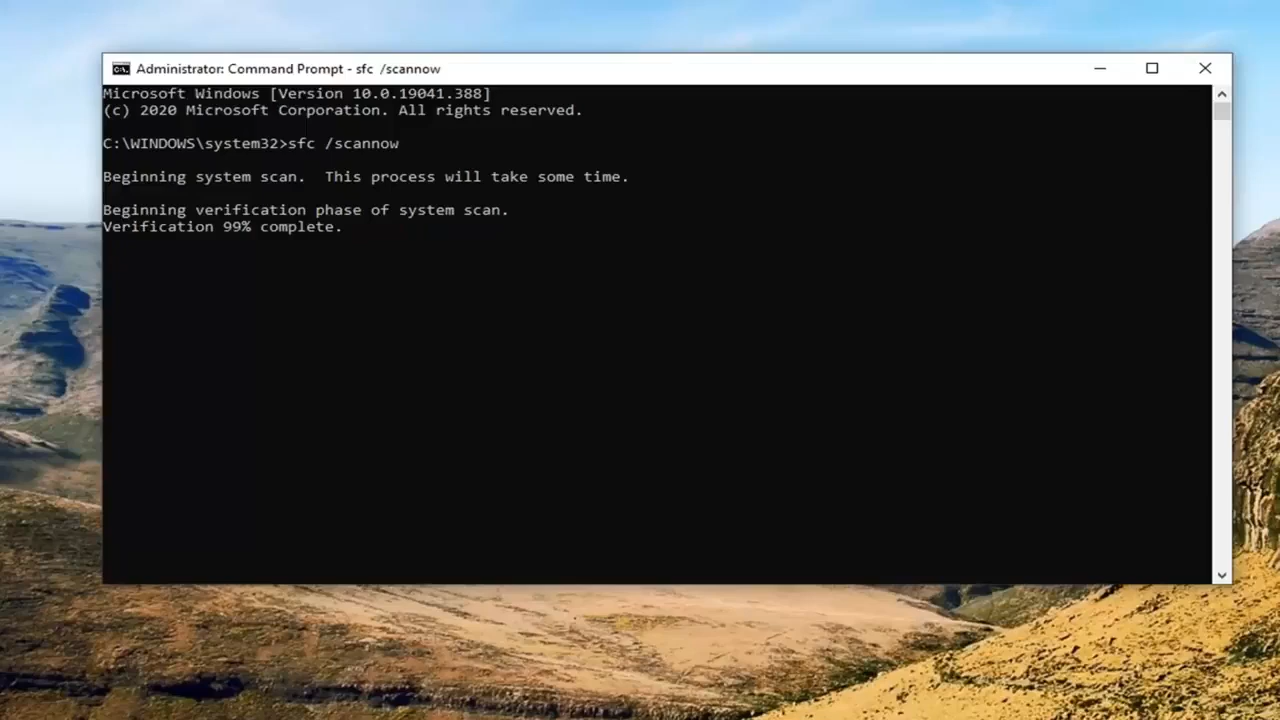 Administrator: Command Prompt - sfc  /scannow
Microsoft Windows [Version 10.0.19041.388]
(c) 2020 Microsoft Corporation. All rights reserved.
C:\WINDOWS\system32>sfc /scannow
Beginning system scan.  This process will take some time.
Beginning verification phase of system scan.
Verification 99% complete.